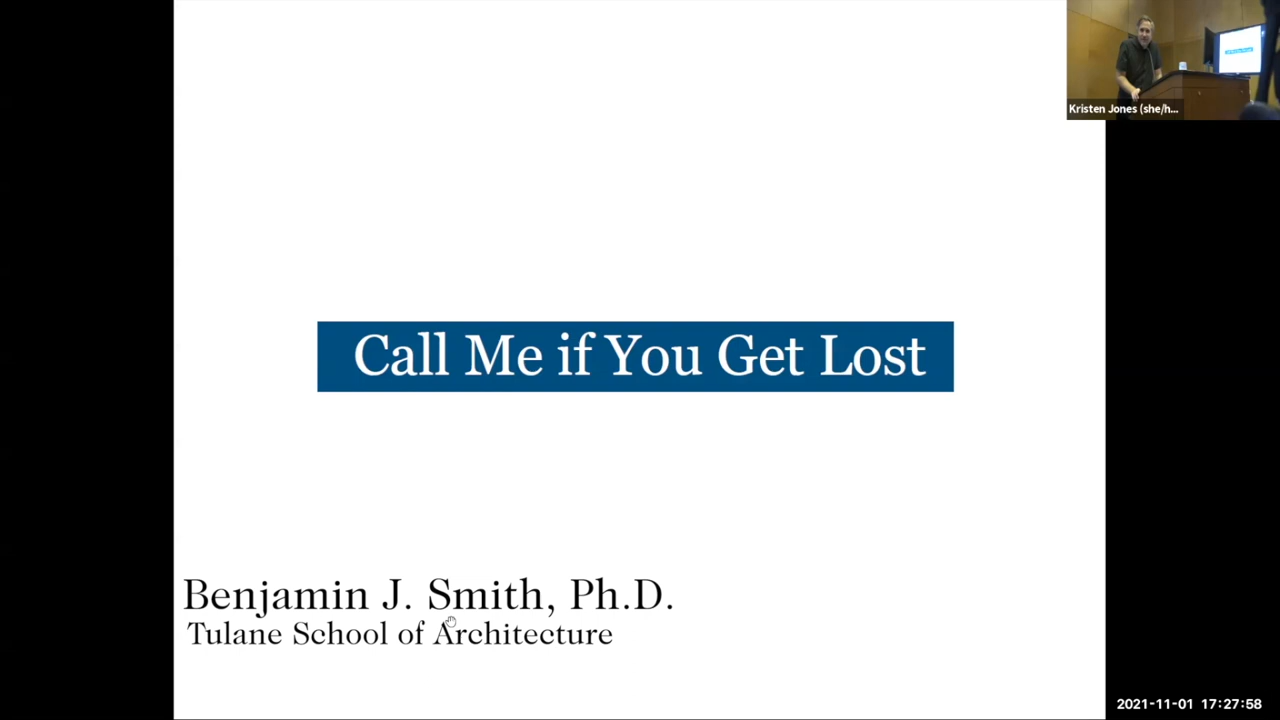 Kristen Jones (she/h...
Call Me if You Get Lost
Benjamin J. Smith, Ph.D.
Tulane School of Architecture
2021-11-01 17:27:58